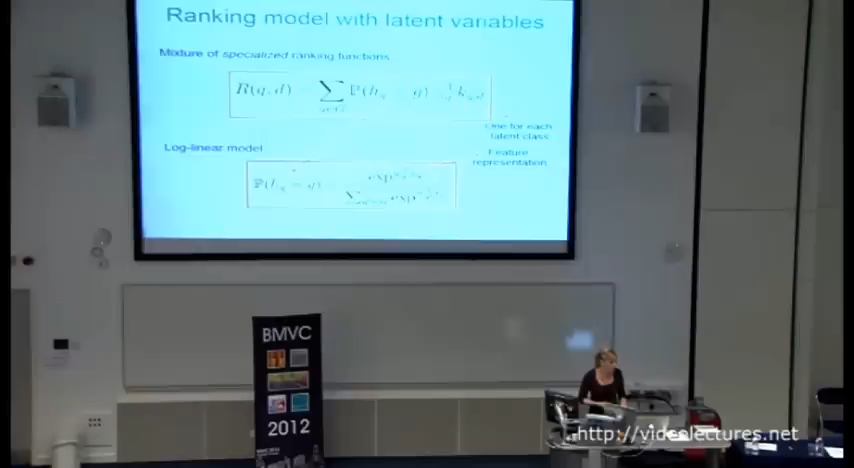 Ranking model with latent variables
Mixture of specialized ranking functions
R(q,d)
One for each
latent class
Log-linear model
Feature
representation
BMVC
2012
http://videolectures.net